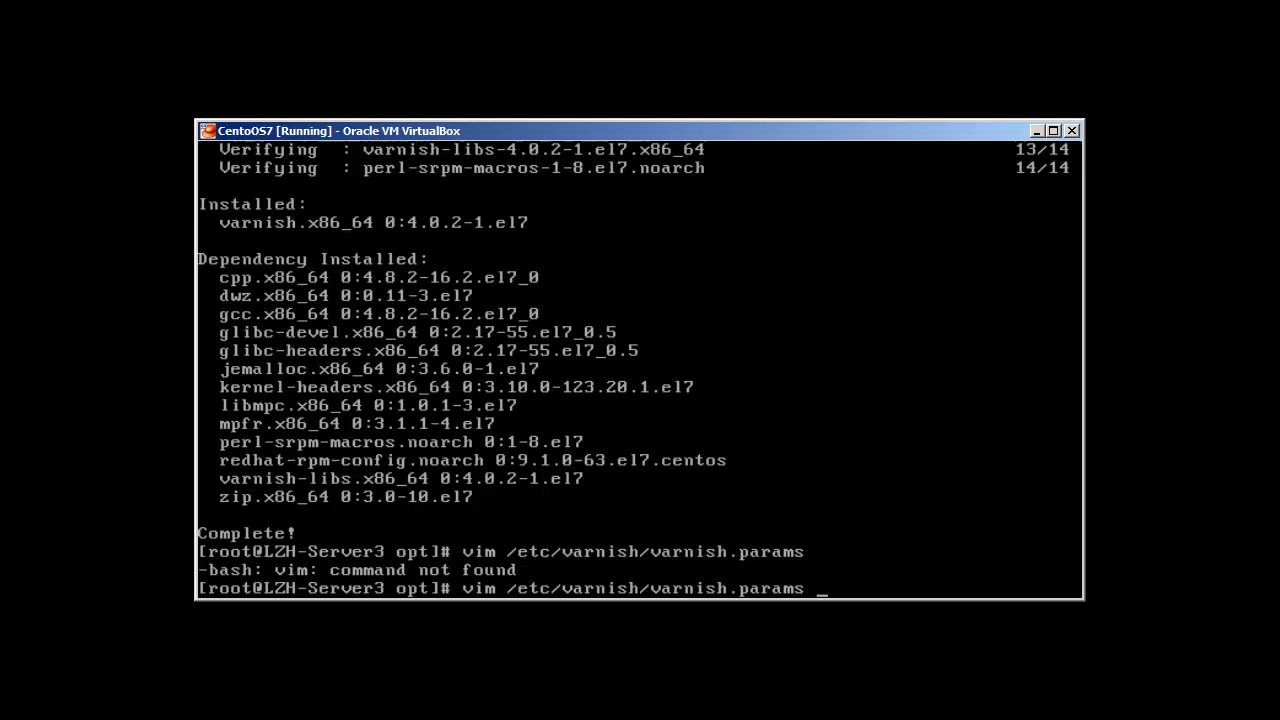 CentoOS7 [Running] - Oracle VM VirtualBox
Verifying : varnish-libs-4.0.2-1.el7.x86_64 13/14
Verifying : perl-srpm-macros-1-8.el7.noarch 14/14
Installed:
varnish.x86_64 0:4.0.2-1.el7
Dependency Installed:
cpp.x86_64 0:4.8.2-16.2.el7_0
dwz.x86_64 0:0.11-3.el7
gcc.x86_64 0:4.8.2-16.2.el7_0
glibc-devel.x86_64 0:2.17-55.el7_0.5
glibc-headers.x86_64 0:2.17-55.el7_0.5
jemalloc.x86_64 0:3.6.0-1.el7
kernel-headers.x86_64 0:3.10.0-123.20.1.el7
libmpc.x86_64 0:1.0.1-3.el7
mpfr.x86_64 0:3.1.1-4.el7
perl-srpm-macros.noarch 0:1-8.el7
redhat-rpm-config.noarch 0:9.1.0-63.el7.centos
varnish-libs.x86_64 0:4.0.2-1.el7
zip.x86_64 0:3.0-10.el7
Complete!
[root@LZH-Server3 opt]# vim /etc/varnish/varnish.params
-bash: vim: command not found
[root@LZH-Server3 opt]# vim /etc/varnish/varnish.params _